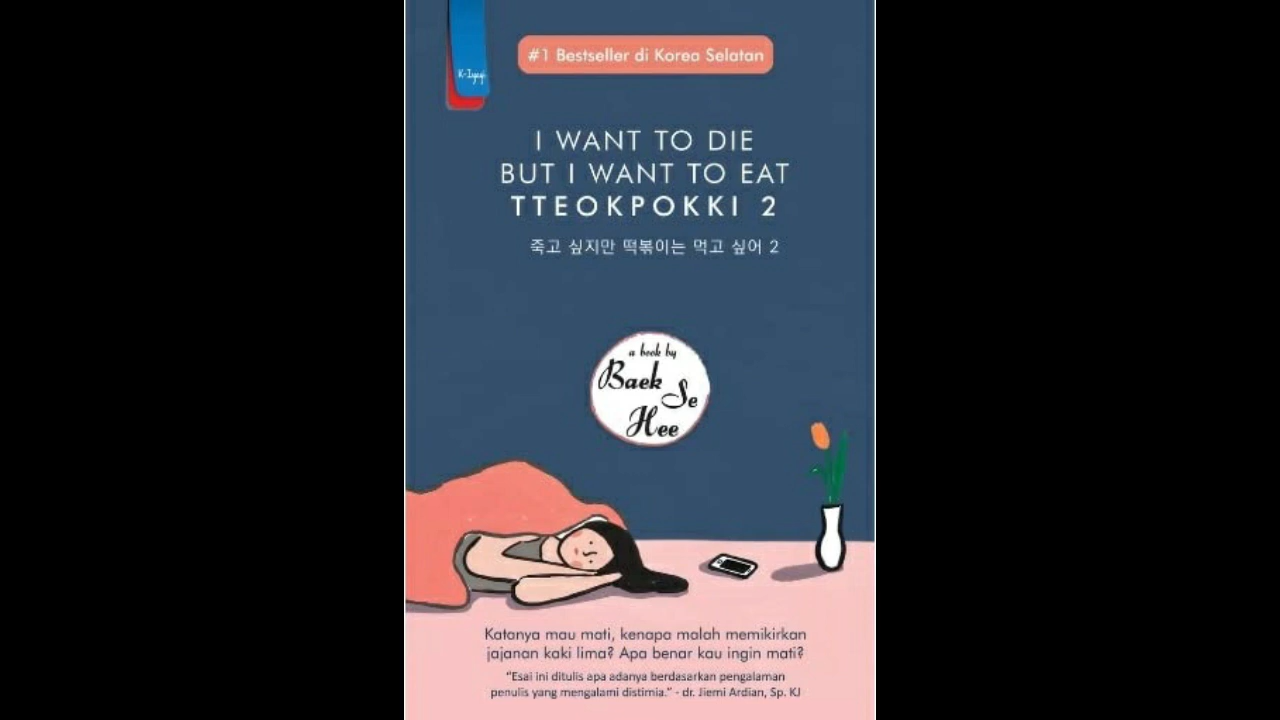 K-Iyagi
#1 Bestseller di Korea Selatan
I WANT TO DIE
BUT I WANT TO EAT
TTEOKPOKKI 2
죽고 싶지만 떡볶이는 먹고 싶어 2
a book by
Baek Se
Hee
Katanya mau mati, kenapa malah memikirkan
jajanan kaki lima? Apa benar kau ingin mati?
“Esai ini ditulis apa adanya berdasarkan pengalaman
penulis yang mengalami distimia.” - dr. Jiemi Ardian, Sp. KJ